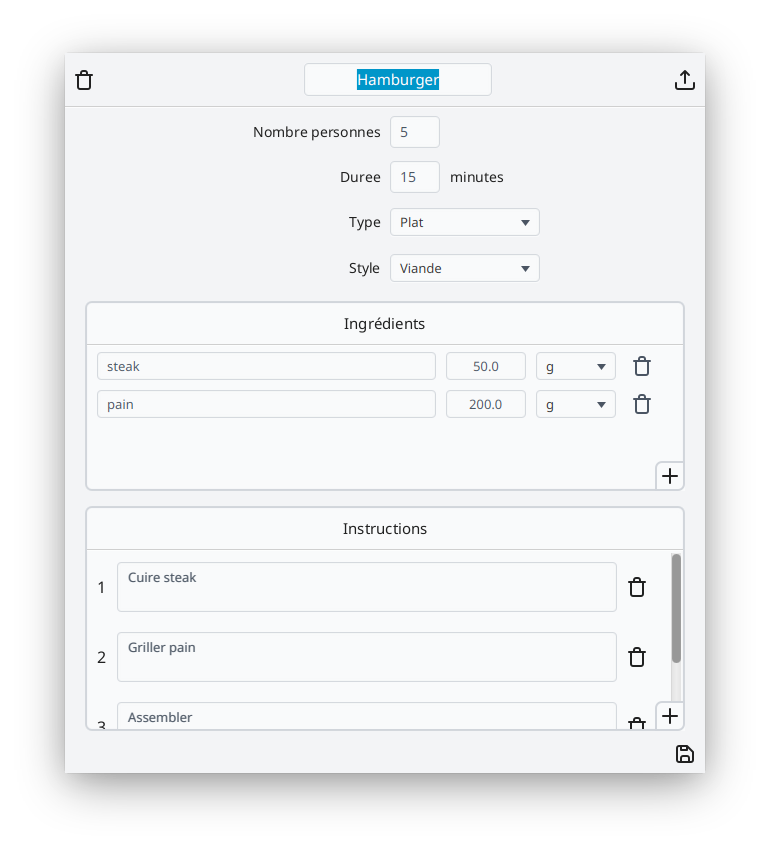 Hamburger
Nombre personnes 5
Duree 15 minutes
Type Plat
Style Viande
Ingrédients
steak 50.0 g
pain 200.0 g
Instructions
1 Cuire steak
2 Griller pain
3 Assembler